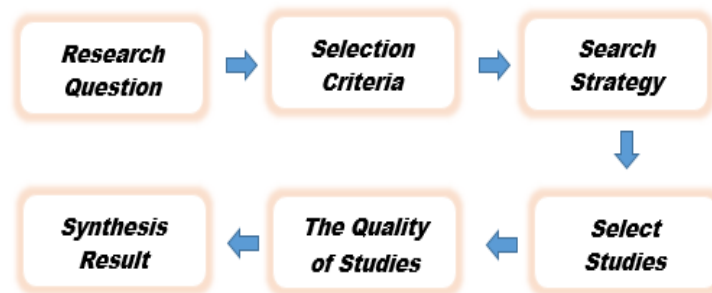 Research
Question
Selection
Criteria
Search
Strategy
Select
Studies
The Quality
of Studies
Synthesis
Result